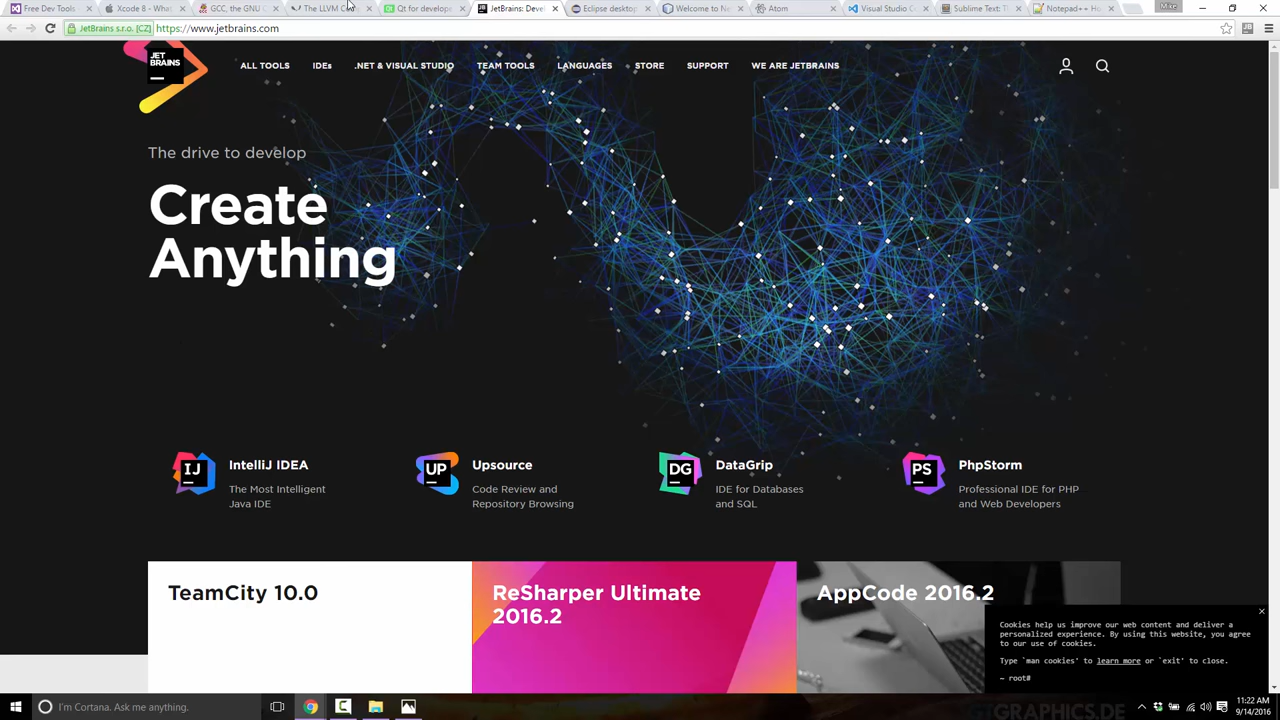 Free Dev Tools
Xcode 8 - What
GCC, the GNU C
The LLVM C
Qt for develope
JetBrains: Devel
Eclipse desktop
Welcome to Ne
Atom
Visual Studio C
Sublime Text: T
Notepad++ Ho
Mike
JetBrains s.r.o. [CZ]
https://www.jetbrains.com
JET
BRAINS
ALL TOOLS
IDEs
.NET & VISUAL STUDIO
TEAM TOOLS
LANGUAGES
STORE
SUPPORT
WE ARE JETBRAINS
The drive to develop
Create
Anything
IJ
IntelliJ IDEA
The Most Intelligent
Java IDE
UP
Upsource
Code Review and
Repository Browsing
DG
DataGrip
IDE for Databases
and SQL
PS
PhpStorm
Professional IDE for PHP
and Web Developers
TeamCity 10.0
ReSharper Ultimate
2016.2
AppCode 2016.2
Cookies help us improve our web content and deliver a
personalized experience. By using this website, you agree
to our use of cookies.
Type `man cookies' to learn more or `exit' to close.
~ root#
I'm Cortana. Ask me anything.
11:22 AM
9/14/2016